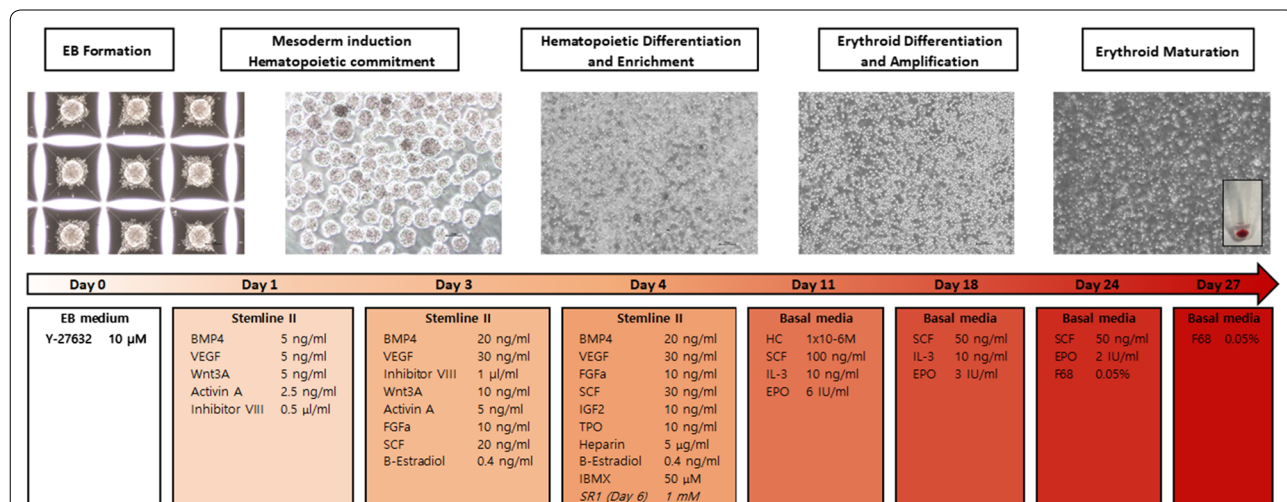 EB Formation
Mesoderm induction
Hematopoietic commitment
Hematopoietic Differentiation
and Enrichment
Erythroid Differentiation
and Amplification
Erythroid Maturation
Day 0
Day 1
Day 3
Day 4
Day 11
Day 18
Day 24
Day 27
EB medium
Y-27632 10 μM
Stemline II
BMP4 5 ng/ml
VEGF 5 ng/ml
Wnt3A 5 ng/ml
Activin A 2.5 ng/ml
Inhibitor VIII 0.5 μl/ml
Stemline II
BMP4 20 ng/ml
VEGF 30 ng/ml
Inhibitor VIII 1 μl/ml
Wnt3A 10 ng/ml
Activin A 5 ng/ml
FGFa 10 ng/ml
SCF 20 ng/ml
B-Estradiol 0.4 ng/ml
Stemline II
BMP4 20 ng/ml
VEGF 30 ng/ml
FGFa 10 ng/ml
SCF 30 ng/ml
IGF2 10 ng/ml
TPO 10 ng/ml
Heparin 5 μg/ml
B-Estradiol 0.4 ng/ml
IBMX 50 μM
SR1 (Day 6) 1 mM
Basal media
HC 1x10-6M
SCF 100 ng/ml
IL-3 10 ng/ml
EPO 6 IU/ml
Basal media
SCF 50 ng/ml
IL-3 10 ng/ml
EPO 3 IU/ml
Basal media
SCF 50 ng/ml
EPO 2 IU/ml
F68 0.05%
Basal media
F68 0.05%